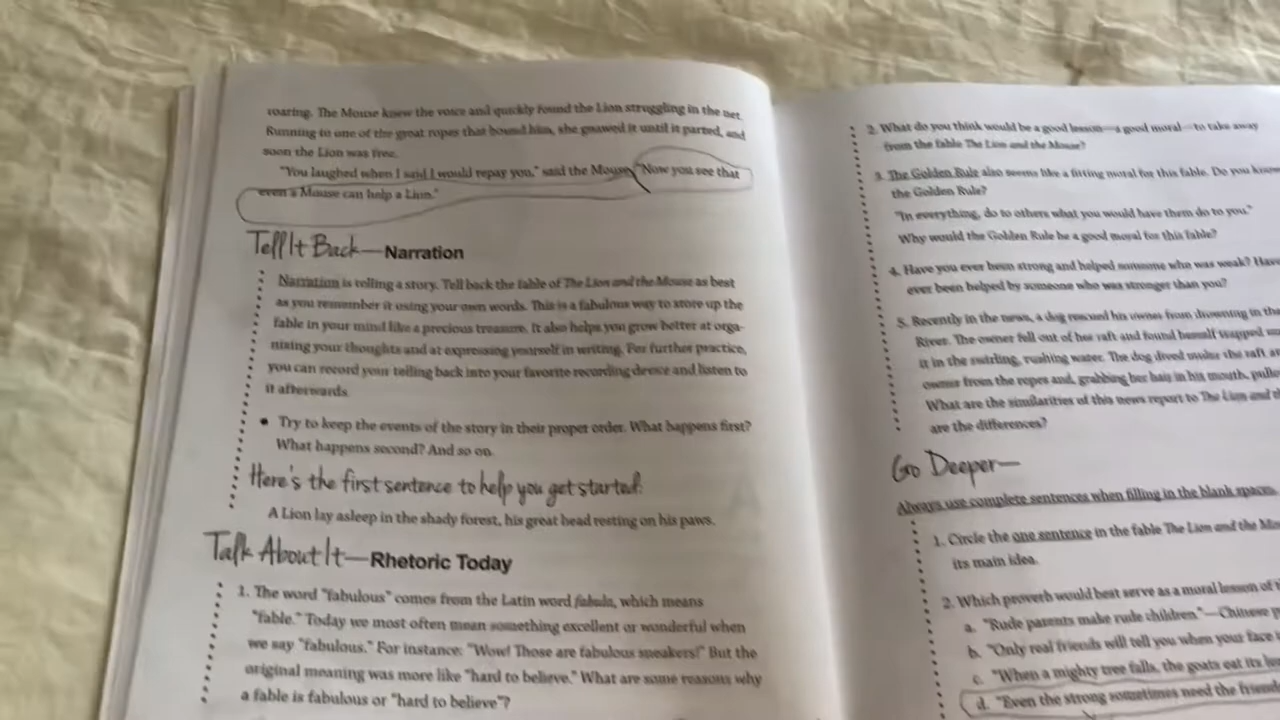 roaring. The Mouse knew the voice and quickly found the Lion struggling in the net.
Running to one of the great ropes that bound him, she gnawed it until it parted, and
soon the Lion was free.
"You laughed when I said I would repay you," said the Mouse. "Now you see that
even a Mouse can help a Lion."
Tell It Back—Narration
Narration is telling a story. Tell back the fable of The Lion and the Mouse as best
as you remember it using your own words. This is a fabulous way to store up the
fable in your mind like a precious treasure. It also helps you grow better at orga-
nizing your thoughts and at expressing yourself in writing. For further practice,
you can record your telling back into your favorite recording device and listen to
it afterwards.
• Try to keep the events of the story in their proper order. What happens first?
What happens second? And so on.
Here's the first sentence to help you get started:
A Lion lay asleep in the shady forest, his great head resting on his paws.
Talk About It—Rhetoric Today
1. The word "fabulous" comes from the Latin word fabula, which means
"fable." Today we most often mean something excellent or wonderful when
we say "fabulous." For instance: "Wow! Those are fabulous sneakers!" But the
original meaning was more like "hard to believe." What are some reasons why
a fable is fabulous or "hard to believe"?
2. What do you think would be a good lesson—a good moral—to take away
from the fable The Lion and the Mouse?
3. The Golden Rule also seems like a fitting moral for this fable. Do you know
the Golden Rule?
"In everything, do to others what you would have them do to you."
Why would the Golden Rule be a good moral for this fable?
4. Have you ever been strong and helped someone who was weak? Have
ever been helped by someone who was stronger than you?
5. Recently in the news, a dog rescued his owner from drowning in the
River. The owner fell out of her raft and found herself trapped
it in the swirling, rushing water. The dog dived under the raft
owner from the ropes and, grabbing her hair in his mouth,
What are the similarities of this news report to The Lion and
are the differences?
Go Deeper—
Always use complete sentences when filling in the blank spaces.
1. Circle the one sentence in the fable The Lion and the
its main idea.
2. Which proverb would best serve as a moral lesson of
a. "Rude parents make rude children."—Chinese
b. "Only real friends will tell you when your face
c. "When a mighty tree falls, the goats eat its
d. "Even the strong sometimes need the